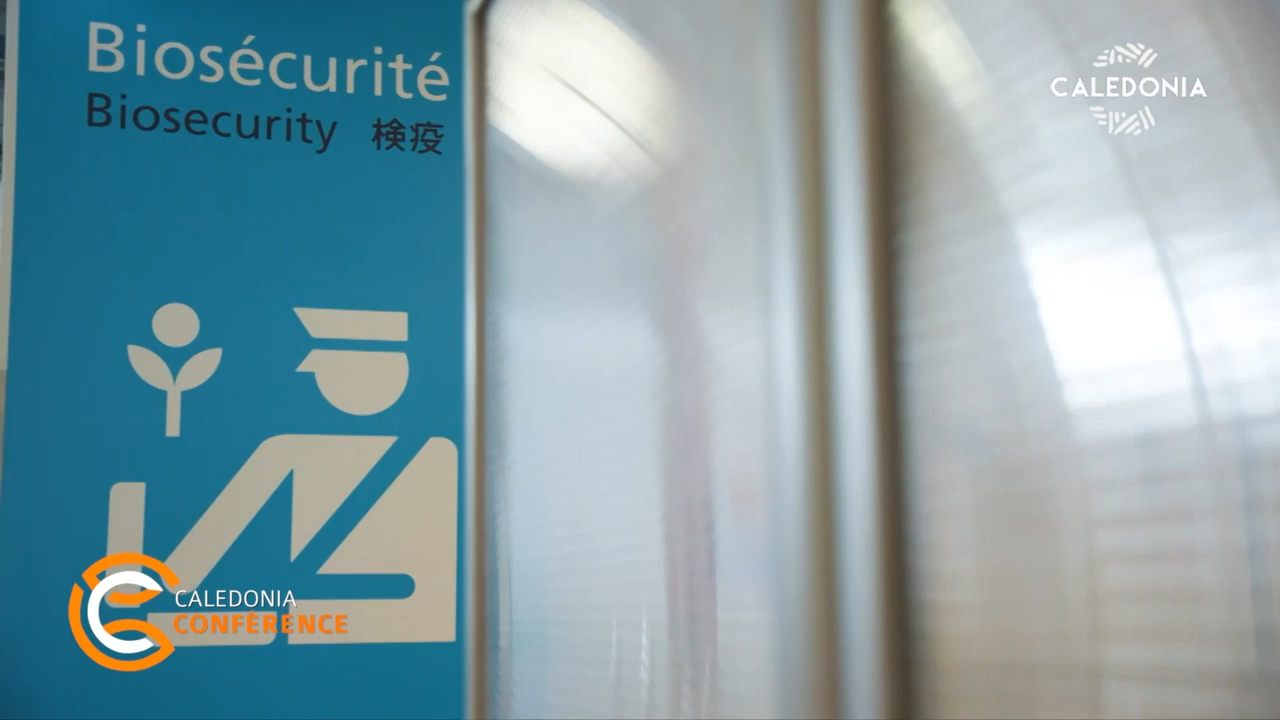 Biosécurité
Biosecurity 検疫
CALEDONIA
CALEDONIA
CONFÉRENCE